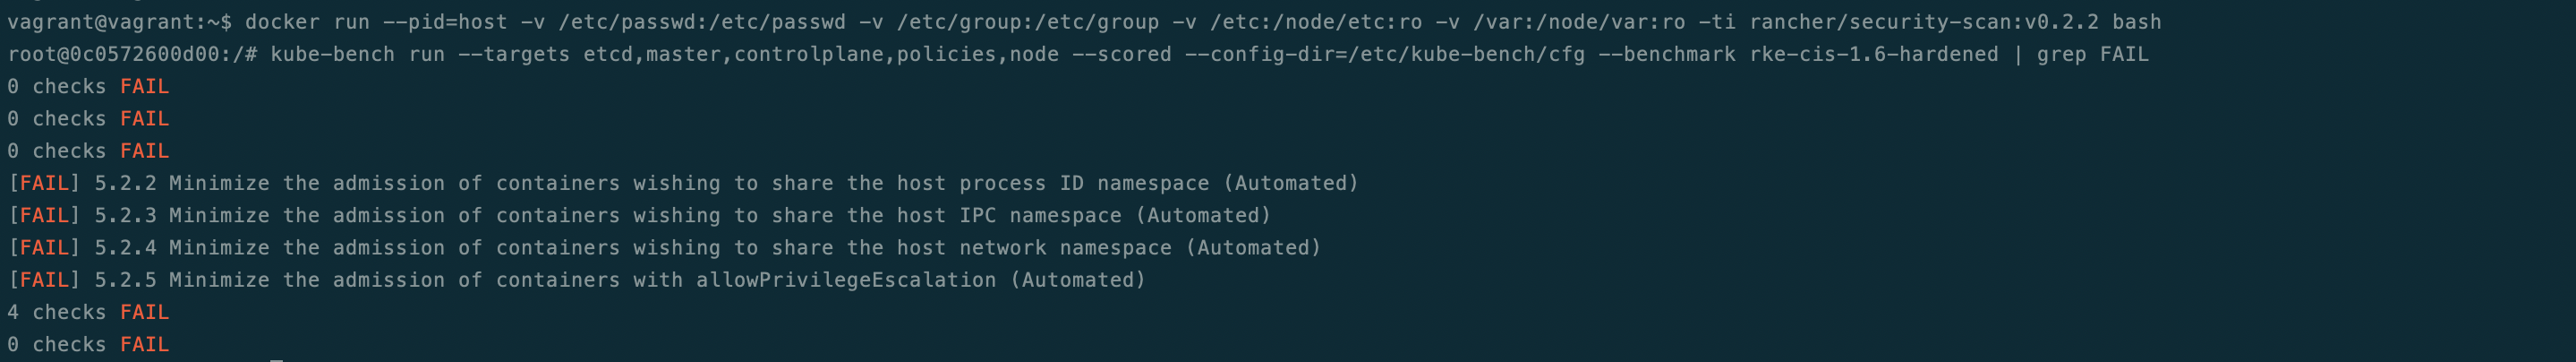 vagrant@vagrant:~$ docker run --pid=host -v /etc/passwd:/etc/passwd -v /etc/group:/etc/group -v /etc:/node/etc:ro -v /var:/node/var:ro -ti rancher/security-scan:v0.2.2 bash
root@0c0572600d00:/# kube-bench run --targets etcd,master,controlplane,policies,node --scored --config-dir=/etc/kube-bench/cfg --benchmark rke-cis-1.6-hardened | grep FAIL
0 checks FAIL
0 checks FAIL
0 checks FAIL
[FAIL] 5.2.2 Minimize the admission of containers wishing to share the host process ID namespace (Automated)
[FAIL] 5.2.3 Minimize the admission of containers wishing to share the host IPC namespace (Automated)
[FAIL] 5.2.4 Minimize the admission of containers wishing to share the host network namespace (Automated)
[FAIL] 5.2.5 Minimize the admission of containers with allowPrivilegeEscalation (Automated)
4 checks FAIL
0 checks FAIL